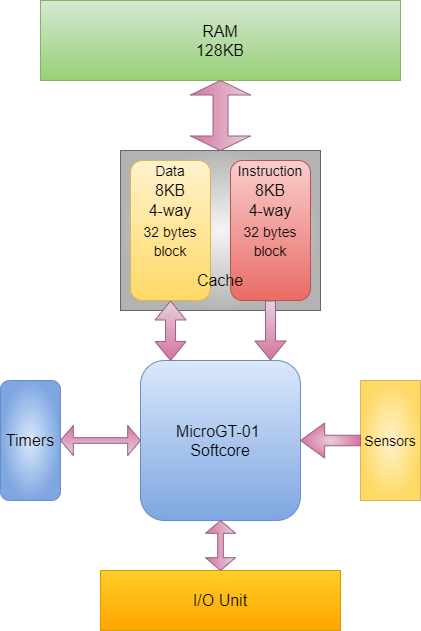 RAM
128KB
Data
8KB
4-way
32 bytes
block
Instruction
8KB
4-way
32 bytes
block
Cache
Timers
MicroGT-01
Softcore
Sensors
I/O Unit